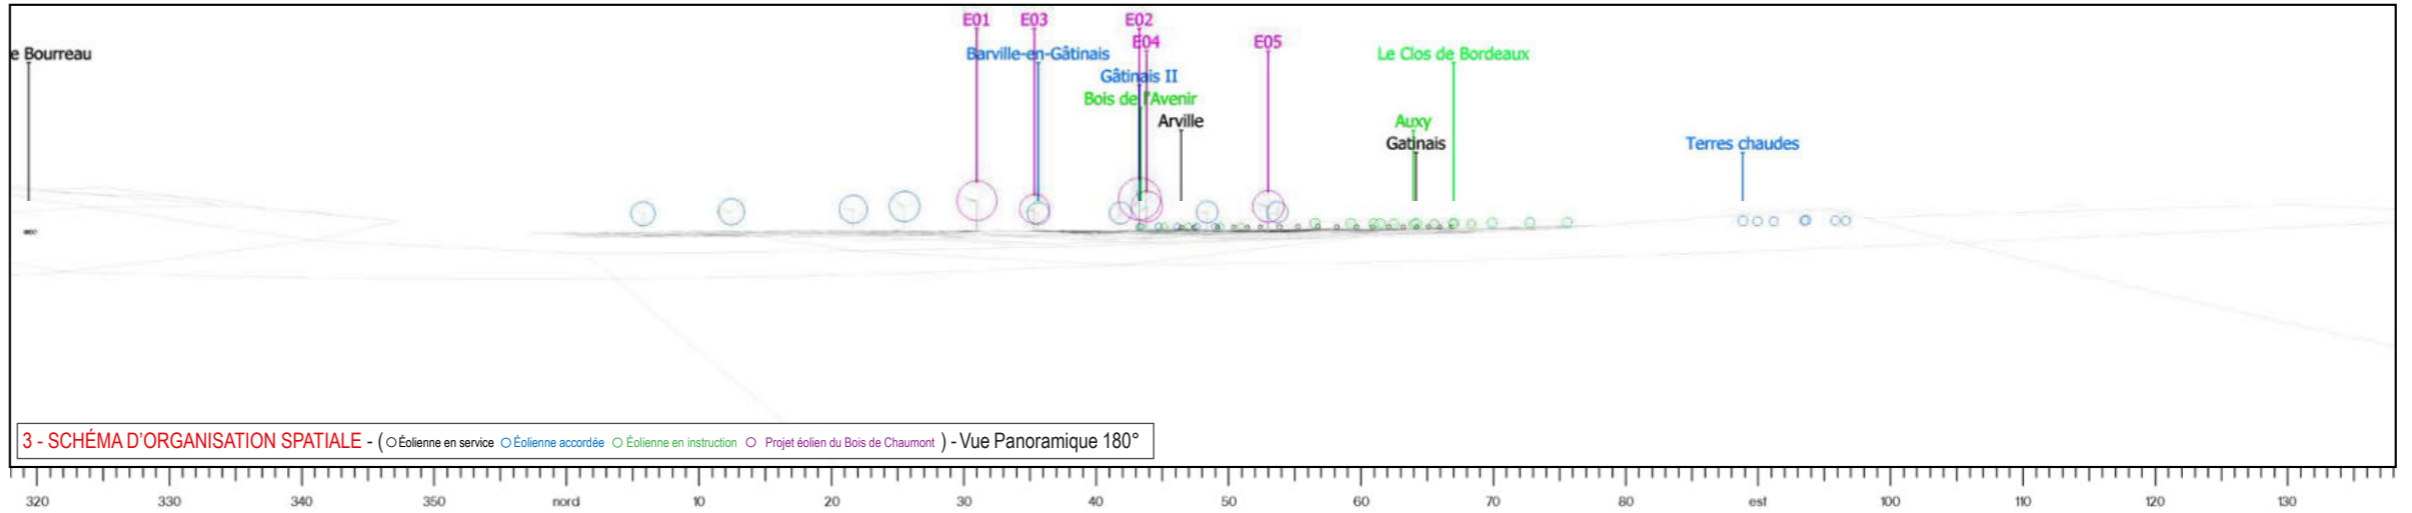 E01 E03 E02
E04 E05
e Bourreau Barville-en-Gâtinais Le Clos de Bordeaux
Gâtinais II
Bois de l'Avenir
Arville Auxy
Gatinais Terres chaudes
3 - SCHÉMA D'ORGANISATION SPATIALE - ( Éolienne en service Éolienne accordée Éolienne en instruction Projet éolien du Bois de Chaumont ) - Vue Panoramique 180°
320 330 340 350 nord 10 20 30 40 50 60 70 80 est 100 110 120 130